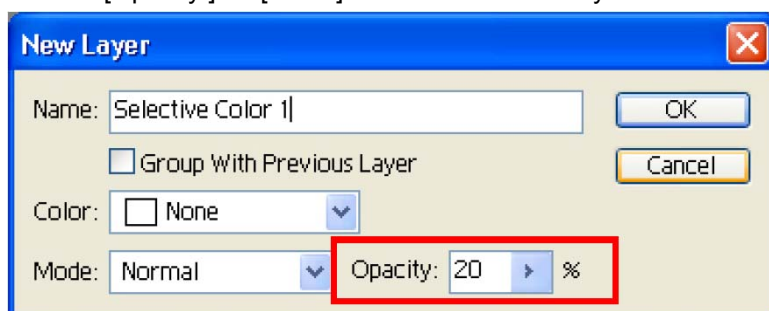 New Layer
Name: Selective Color 1 OK
Group With Previous Layer Cancel
Color: None
Mode: Normal Opacity: 20 %